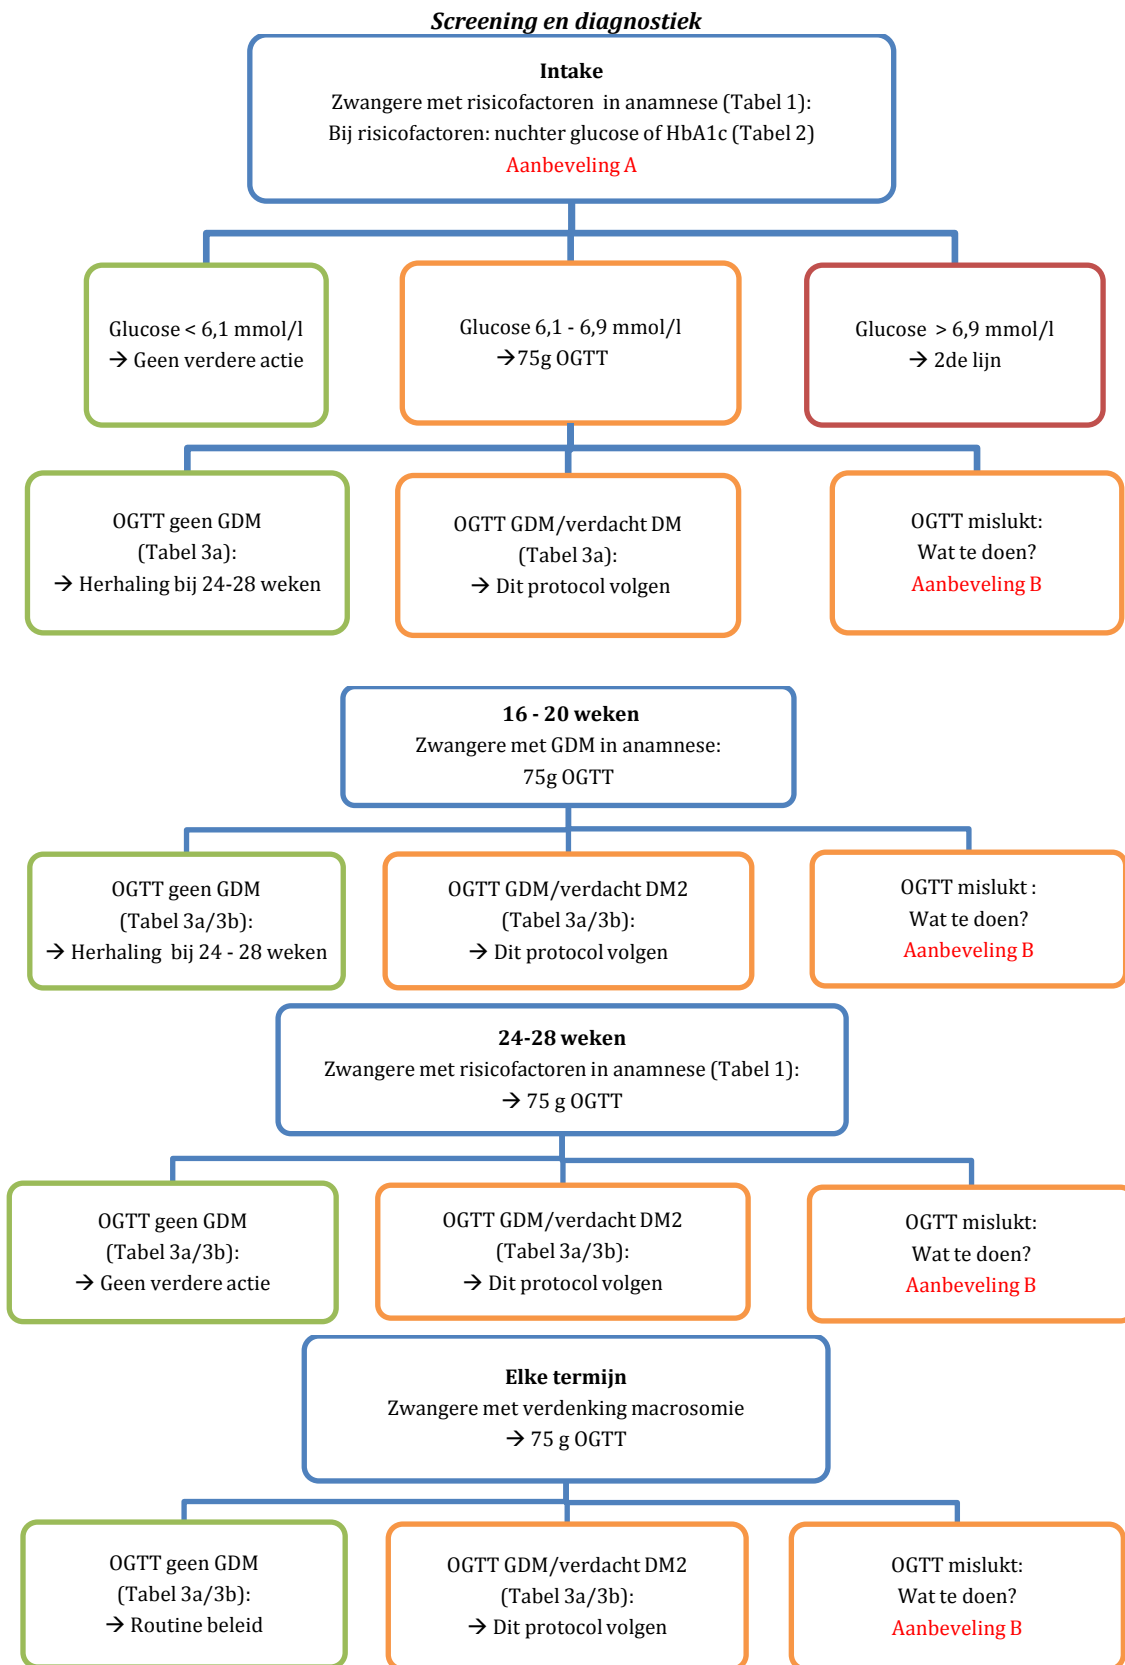 Screening en diagnostiek
Intake
Zwangere met risicofactoren in anamnese (Tabel 1):
Bij risicofactoren: nuchter glucose of HbA1c (Tabel 2)
Aanbeveling A
Glucose < 6,1 mmol/l
→ Geen verdere actie
Glucose 6,1 - 6,9 mmol/l
→75g OGTT
Glucose > 6,9 mmol/l
→ 2de lijn
OGTT geen GDM
(Tabel 3a):
→ Herhaling bij 24-28 weken
OGTT GDM/verdacht DM
(Tabel 3a):
→ Dit protocol volgen
OGTT mislukt:
Wat te doen?
Aanbeveling B
16 - 20 weken
Zwangere met GDM in anamnese:
75g OGTT
OGTT geen GDM
(Tabel 3a/3b):
→ Herhaling bij 24 - 28 weken
OGTT GDM/verdacht DM2
(Tabel 3a/3b):
→ Dit protocol volgen
OGTT mislukt :
Wat te doen?
Aanbeveling B
24-28 weken
Zwangere met risicofactoren in anamnese (Tabel 1):
→ 75 g OGTT
OGTT geen GDM
(Tabel 3a/3b):
→ Geen verdere actie
OGTT GDM/verdacht DM2
(Tabel 3a/3b):
→ Dit protocol volgen
OGTT mislukt:
Wat te doen?
Aanbeveling B
Elke termijn
Zwangere met verdenking macrosomie
→ 75 g OGTT
OGTT geen GDM
(Tabel 3a/3b):
→ Routine beleid
OGTT GDM/verdacht DM2
(Tabel 3a/3b):
→ Dit protocol volgen
OGTT mislukt:
Wat te doen?
Aanbeveling B